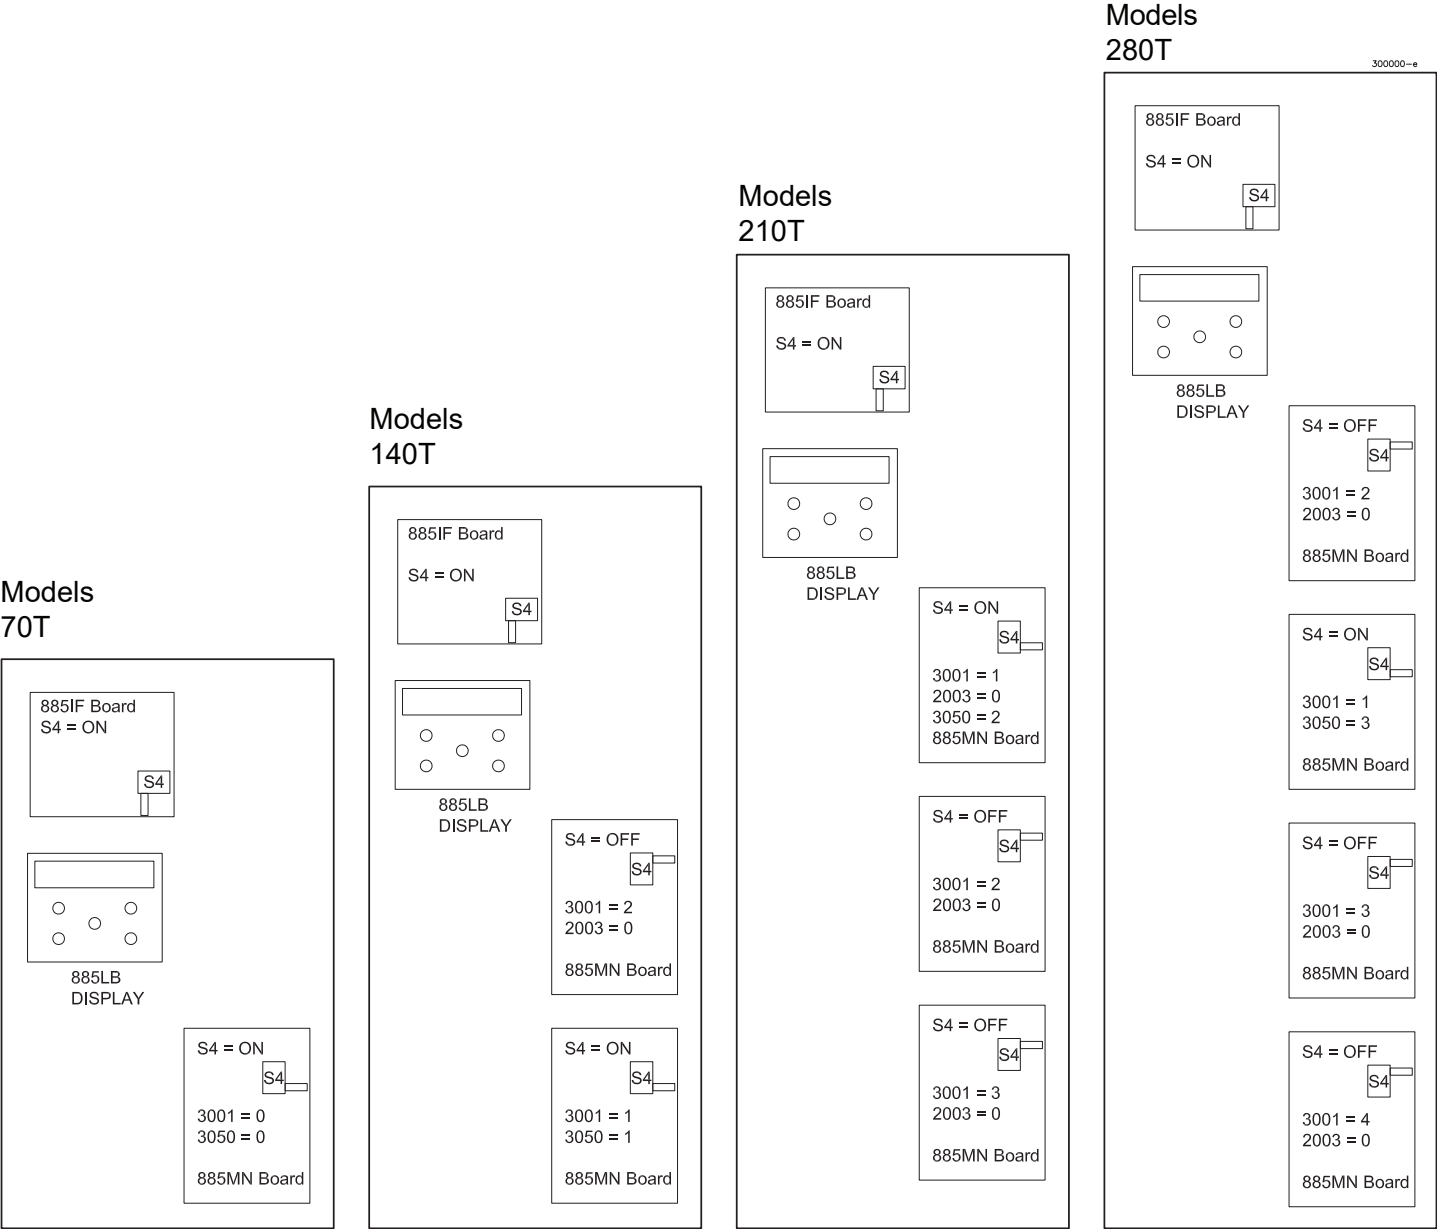 Models
70T
885IF Board
S4 = ON
S4
885LB
DISPLAY
S4 = ON
S4
3001 = 0
3050 = 0
885MN Board
Models
140T
885IF Board
S4 = ON
S4
885LB
DISPLAY
S4 = OFF
S4
3001 = 2
2003 = 0
885MN Board
S4 = ON
S4
3001 = 1
3050 = 1
885MN Board
Models
210T
885IF Board
S4 = ON
S4
885LB
DISPLAY
S4 = ON
S4
3001 = 1
2003 = 0
3050 = 2
885MN Board
S4 = OFF
S4
3001 = 2
2003 = 0
885MN Board
S4 = OFF
S4
3001 = 3
2003 = 0
885MN Board
Models
280T
300000-e
885IF Board
S4 = ON
S4
885LB
DISPLAY
S4 = OFF
S4
3001 = 2
2003 = 0
885MN Board
S4 = ON
S4
3001 = 1
3050 = 3
885MN Board
S4 = OFF
S4
3001 = 3
2003 = 0
885MN Board
S4 = OFF
S4
3001 = 4
2003 = 0
885MN Board